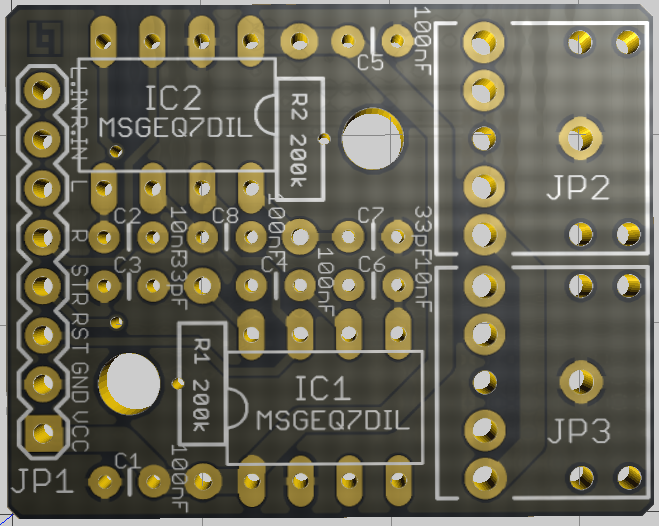 100nF
C5
IC2
MSGEQ7DIL
R2 200k
L.IN
R.IN
L
R
STR
RST
GND
VCC
JP1
JP2
C2
10nF
C8
100nF
C7
33pF
C3
33pF
C4
100nF
C6
10nF
R1 200k
IC1
MSGEQ7DIL
JP3
C1
100nF